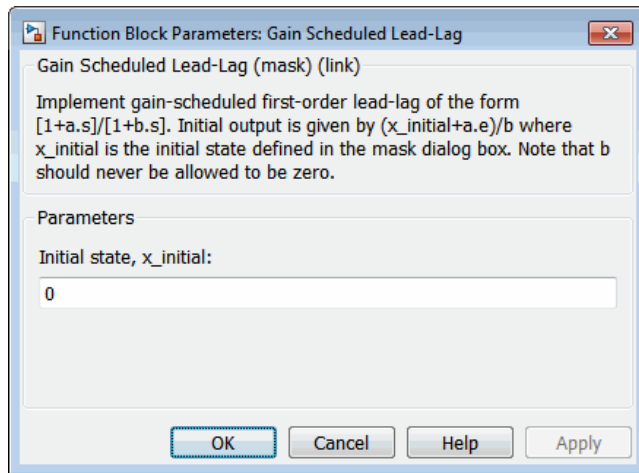 Function Block Parameters: Gain Scheduled Lead-Lag
Gain Scheduled Lead-Lag (mask) (link)
Implement gain-scheduled first-order lead-lag of the form
[1+a.s]/[1+b.s]. Initial output is given by (x_initial+a.e)/b where
x_initial is the initial state defined in the mask dialog box. Note that b
should never be allowed to be zero.
Parameters
Initial state, x_initial:
0
OK Cancel Help Apply